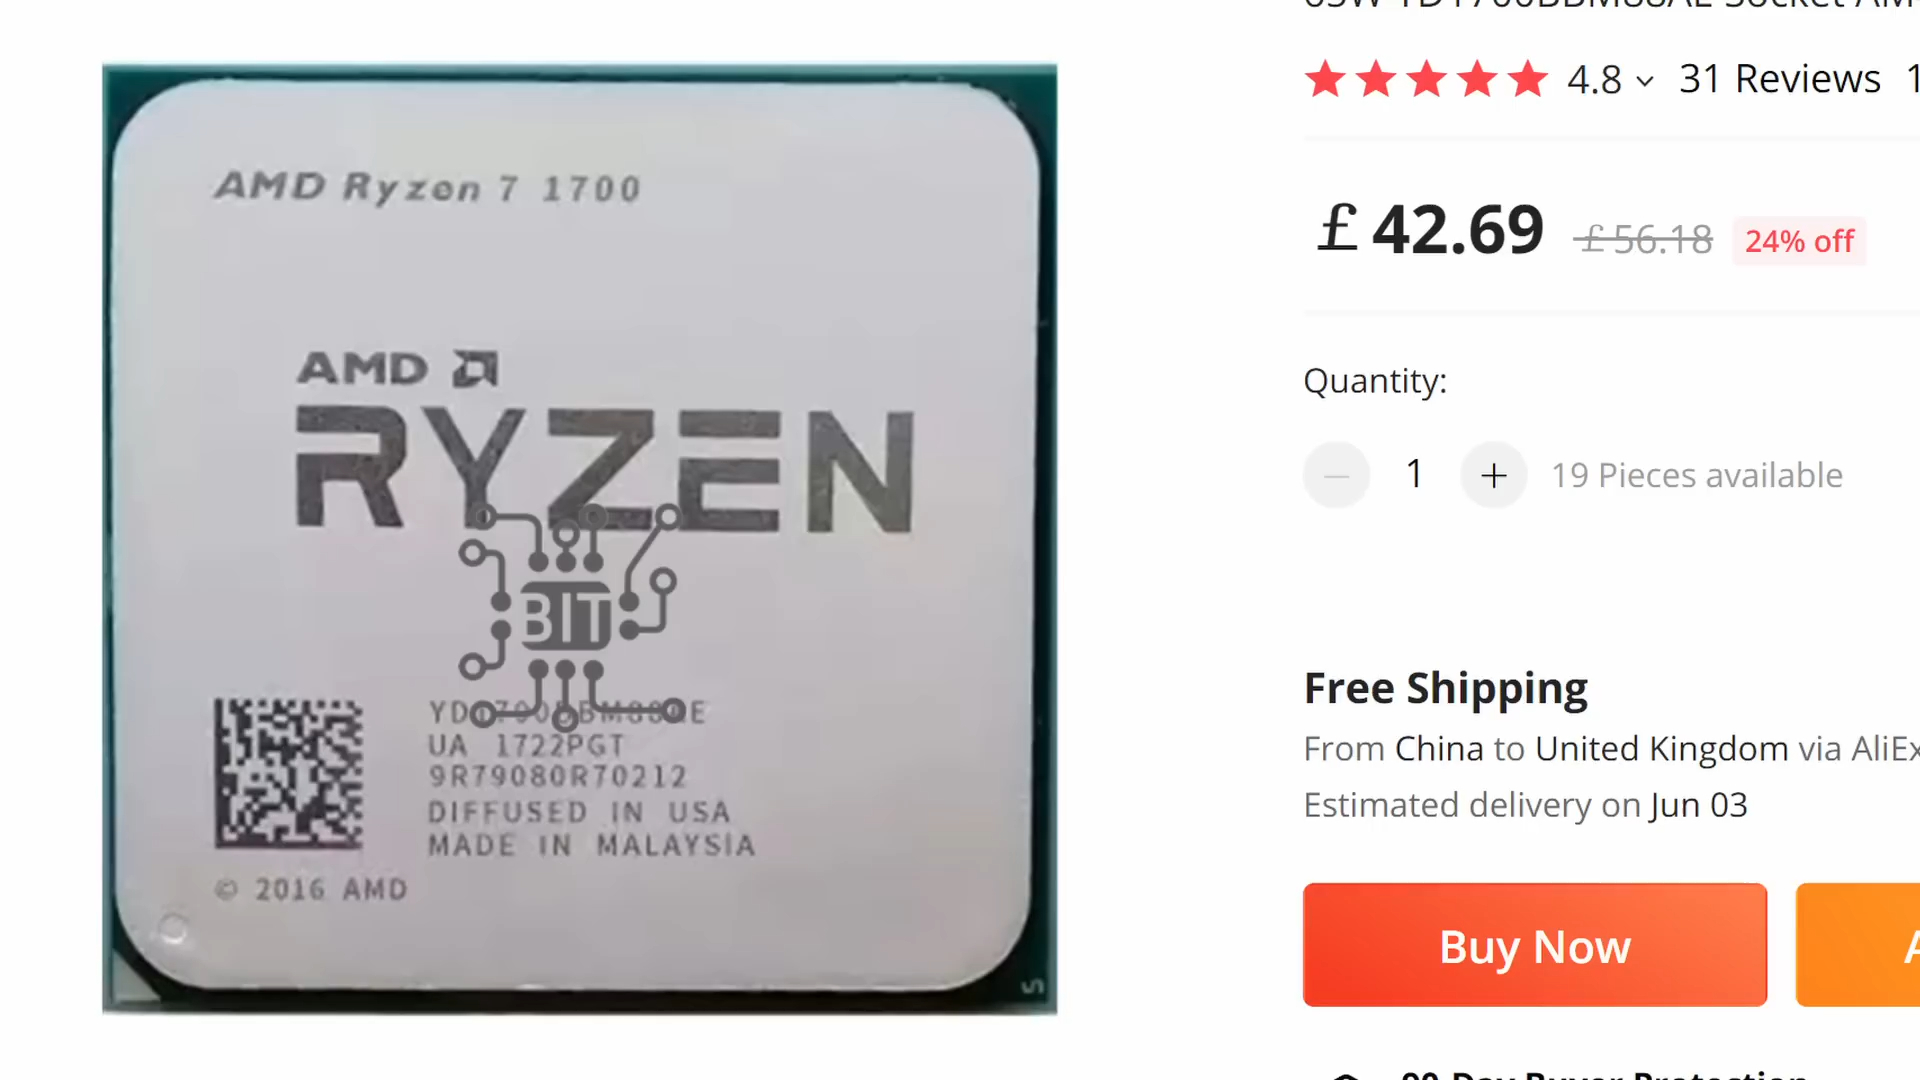 AMD Ryzen 7 1700
AMD
RYZEN
BIT
UA 1722PGT
9R79080R70212
DIFFUSED IN USA
MADE IN MALAYSIA
© 2016 AMD
4.8
31 Reviews
£ 42.69 £ 56.18 24% off
Quantity:
1
19 Pieces available
Free Shipping
From China to United Kingdom via
Estimated delivery on Jun 03
Buy Now
Buyer Protection